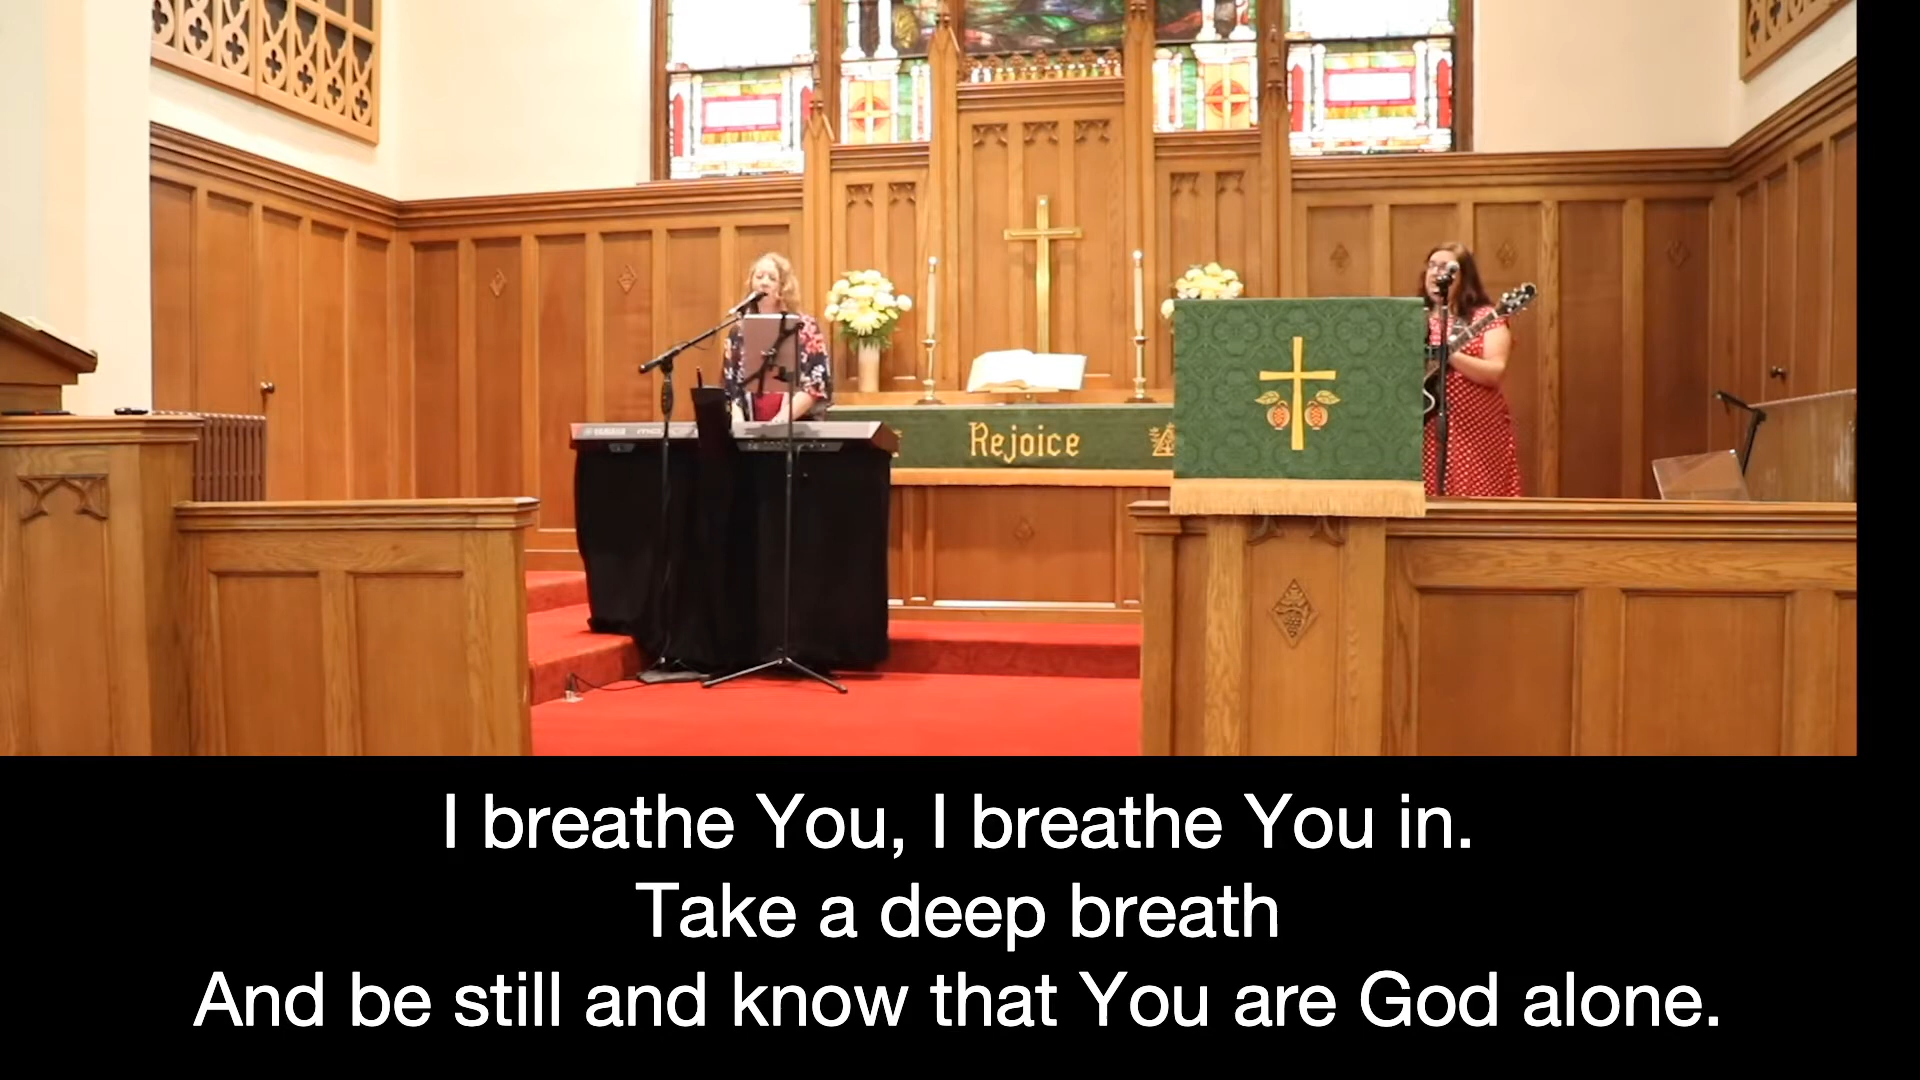 YAMAHA
Rejoice
I breathe You, I breathe You in.
Take a deep breath
And be still and know that You are God alone.